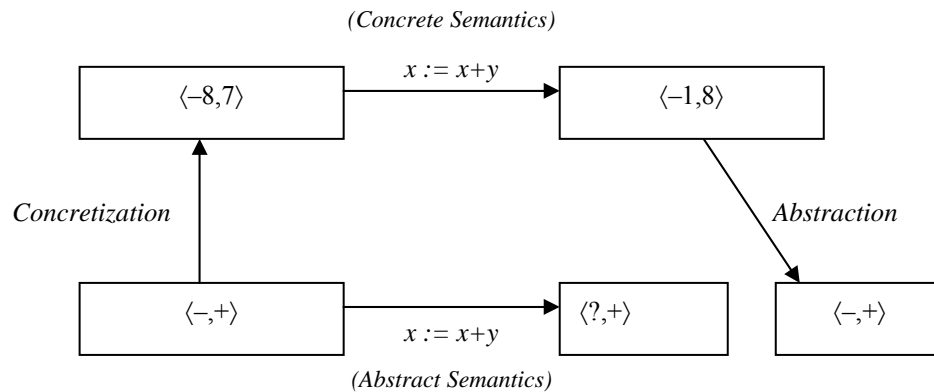 (Concrete Semantics)
x := x+y
⟨–8,7⟩
⟨–1,8⟩
Concretization
Abstraction
⟨–,+⟩
⟨?,+⟩
⟨–,+⟩
x := x+y
(Abstract Semantics)